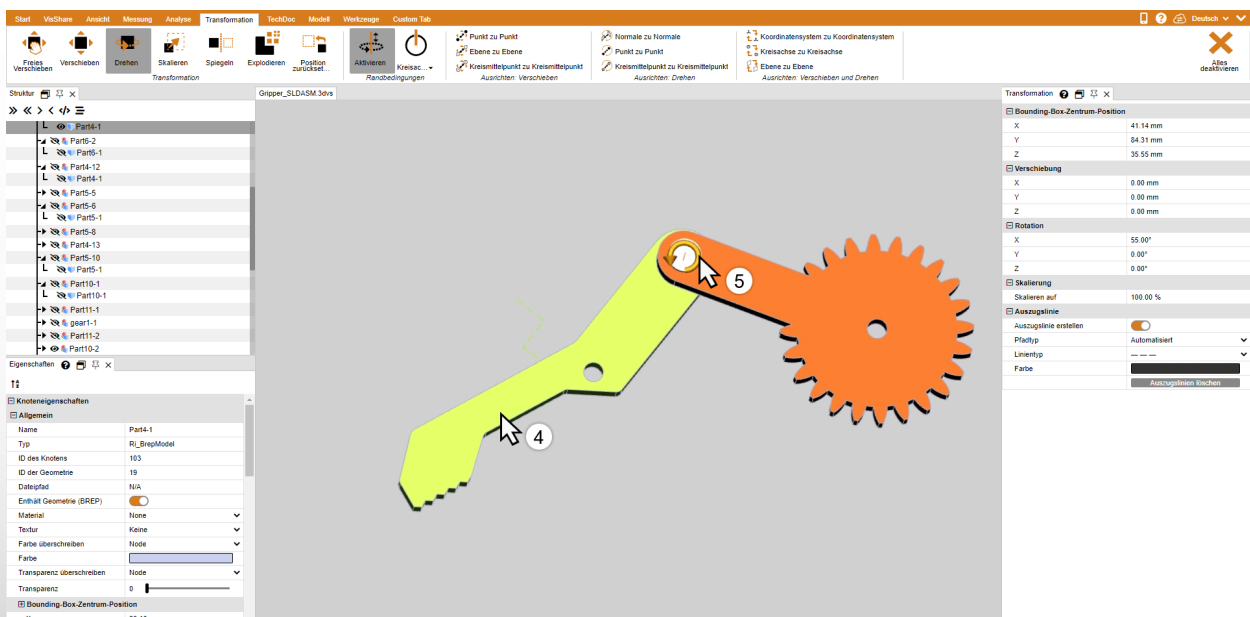 Start VisShare Ansicht Messung Analyse Transformation TechDoc Modell Werkzeuge Custom Tab Deutsch
Freies Verschieben
Verschieben
Drehen
Skalieren
Spiegeln
Explodieren
Position zurückset...
Transformation
Aktivieren
Kreisac...
Randbedingungen
Punkt zu Punkt
Ebene zu Ebene
Kreismittelpunkt zu Kreismittelpunkt
Ausrichten: Verschieben
Normale zu Normale
Punkt zu Punkt
Kreismittelpunkt zu Kreismittelpunkt
Ausrichten: Drehen
Koordinatensystem zu Koordinatensystem
Kreisachse zu Kreisachse
Ebene zu Ebene
Ausrichten: Verschieben und Drehen
Alles deaktivieren
Struktur
Part4-1
Part6-2
Part6-1
Part4-12
Part4-1
Part5-5
Part5-6
Part5-1
Part5-8
Part4-13
Part5-10
Part5-1
Part10-1
Part10-1
Part11-1
gear1-1
Part11-2
Part10-2
Eigenschaften
Knoteneigenschaften
Allgemein
Name Part4-1
Typ Ri_BrepModel
ID des Knotens 103
ID der Geometrie 19
Dateipfad N/A
Enthält Geometrie (BREP)
Material None
Textur Keine
Farbe überschreiben Node
Farbe
Transparenz überschreiben Node
Transparenz 0
Bounding-Box-Zentrum-Position
Gripper_SLDASM.3dvs
4
5
Transformation
Bounding-Box-Zentrum-Position
X 41.14 mm
Y 84.31 mm
Z 35.55 mm
Verschiebung
X 0.00 mm
Y 0.00 mm
Z 0.00 mm
Rotation
X 55.00°
Y 0.00°
Z 0.00°
Skalierung
Skalieren auf 100.00 %
Auszugslinie
Auszugslinie erstellen
Pfadtyp Automatisiert
Linientyp
Farbe
Auszugslinien löschen